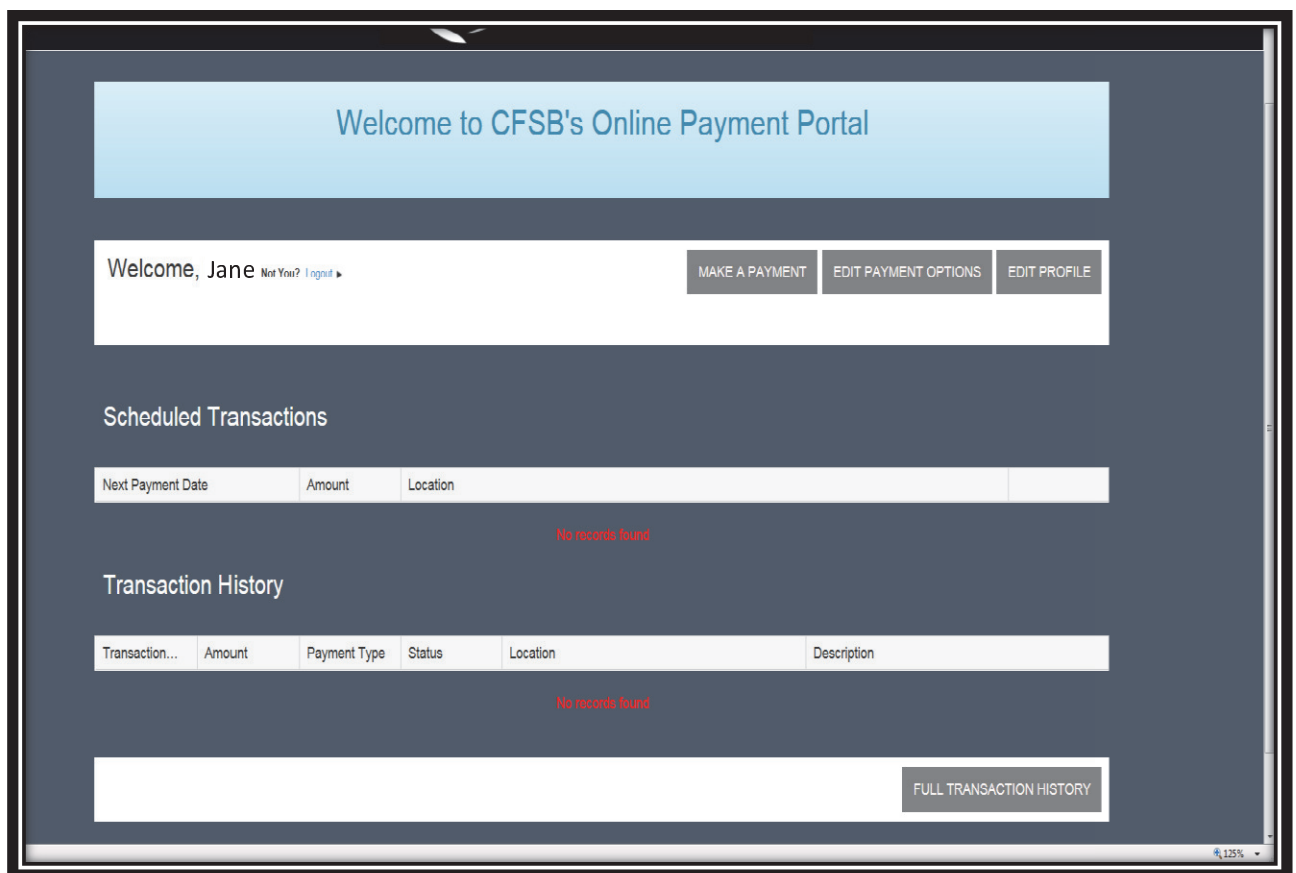 Welcome to CFSB's Online Payment Portal
Welcome, Jane Not You? Logout
MAKE A PAYMENT EDIT PAYMENT OPTIONS EDIT PROFILE
Scheduled Transactions
Next Payment Date Amount Location
No records found
Transaction History
Transaction... Amount Payment Type Status Location Description
No records found
FULL TRANSACTION HISTORY
125%